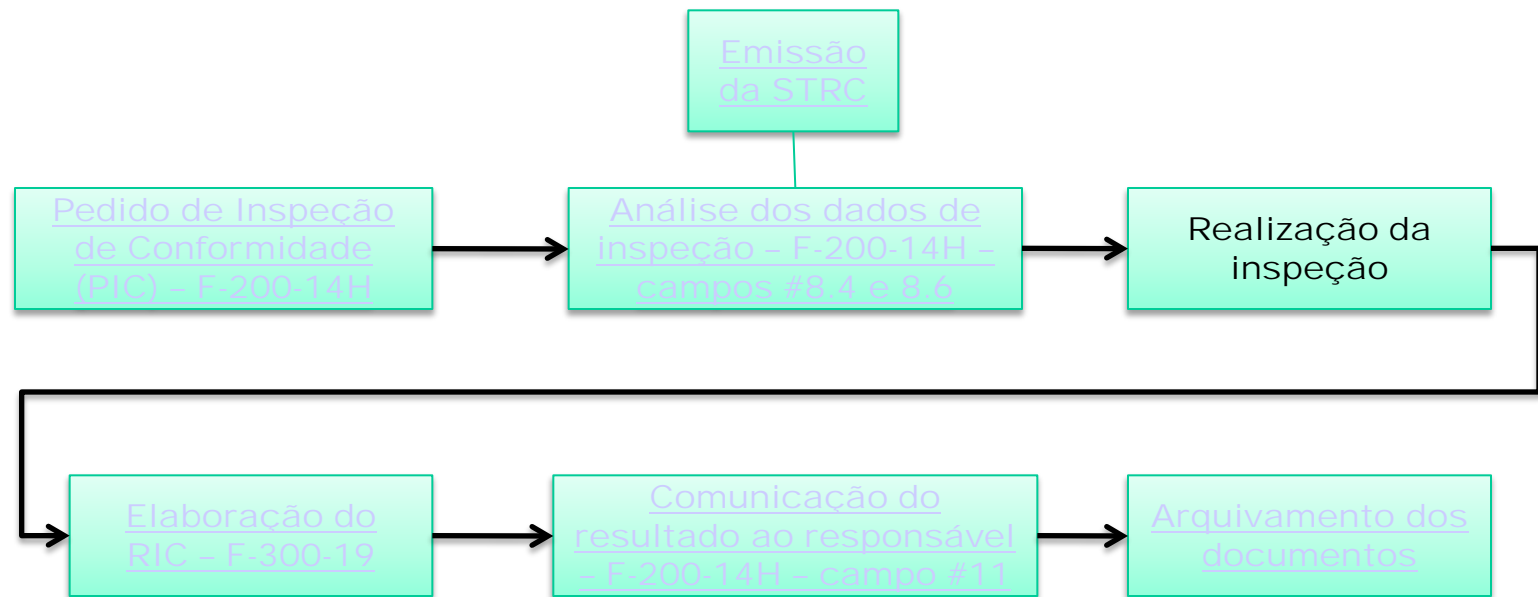 Emissão
da STRC
Pedido de Inspeção
de Conformidade
(PIC) – F-200-14H
Análise dos dados de
inspeção – F-200-14H –
campos #8.4 e 8.6
Realização da
inspeção
Elaboração do
RIC – F-300-19
Comunicação do
resultado ao responsável
– F-200-14H – campo #11
Arquivamento dos
documentos